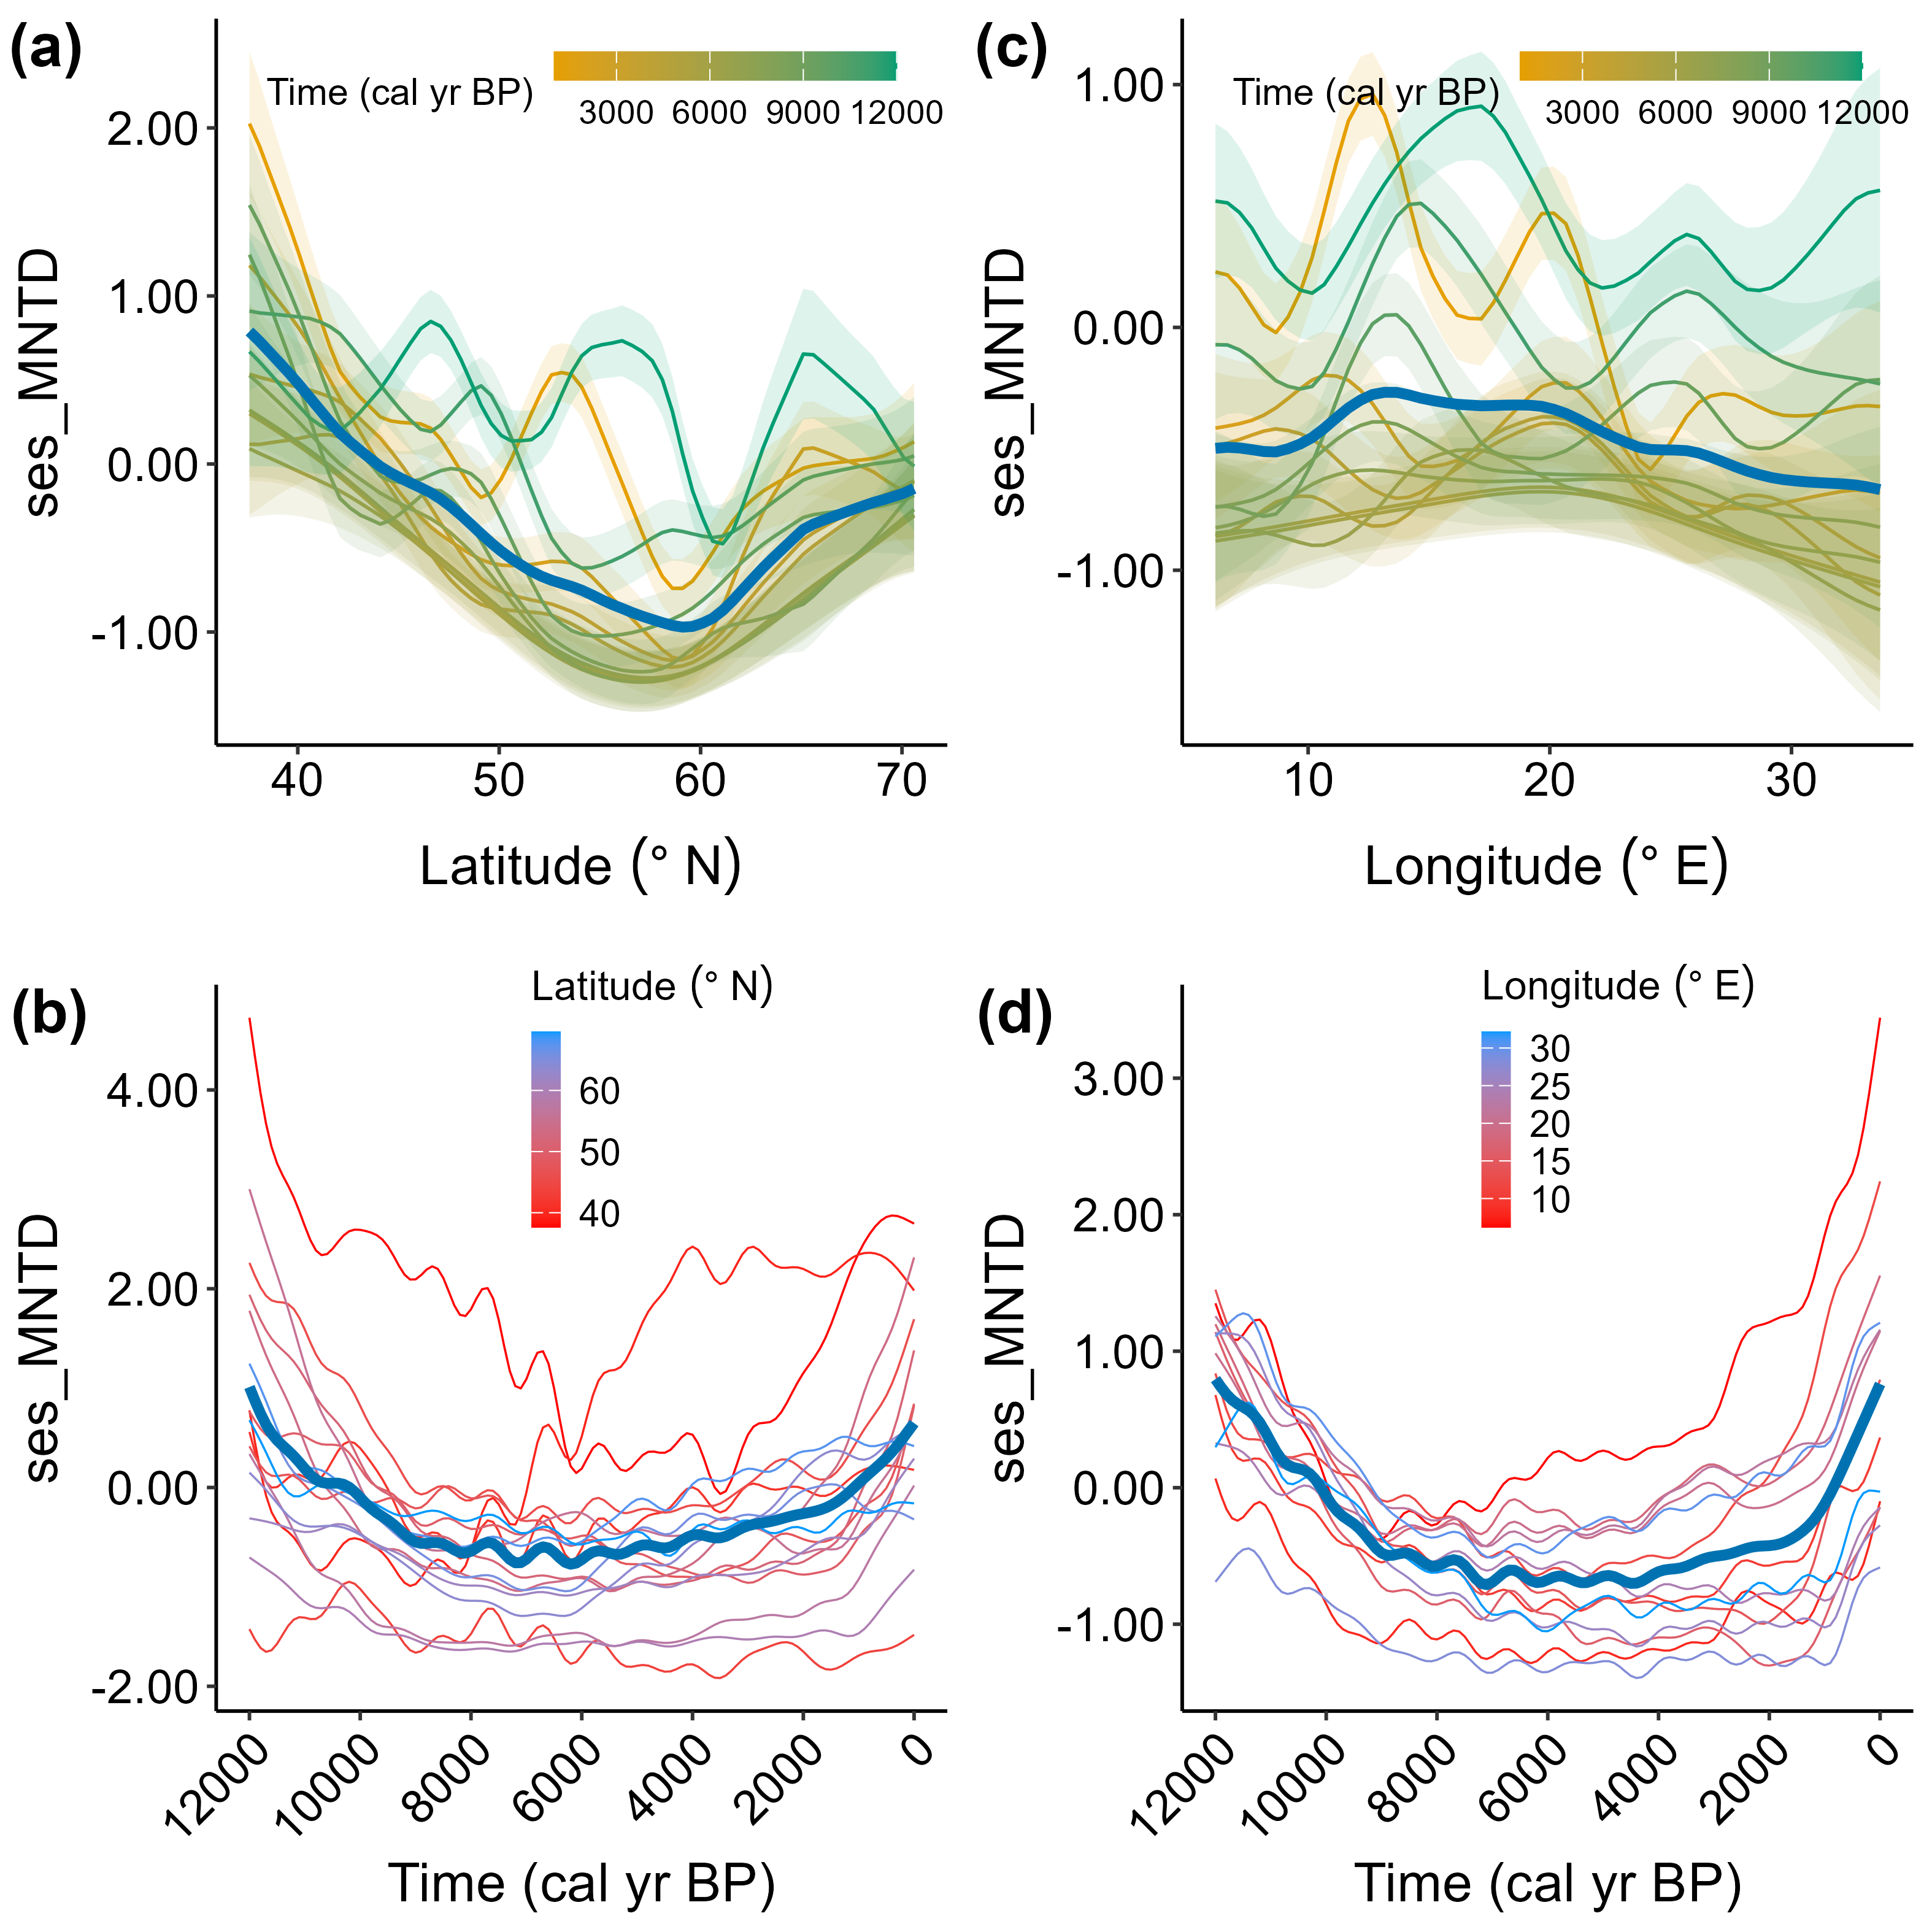 (a)
Time (cal yr BP)
3000 6000 9000 12000
2.00
1.00
0.00
-1.00
ses_MNTD
40 50 60 70
Latitude (° N)
(c)
Time (cal yr BP)
3000 6000 9000 12000
1.00
0.00
-1.00
ses_MNTD
10 20 30
Longitude (° E)
(b)
Latitude (° N)
60
50
40
4.00
2.00
0.00
-2.00
ses_MNTD
12000 10000 8000 6000 4000 2000 0
Time (cal yr BP)
(d)
Longitude (° E)
30
25
20
15
10
3.00
2.00
1.00
0.00
-1.00
ses_MNTD
12000 10000 8000 6000 4000 2000 0
Time (cal yr BP)